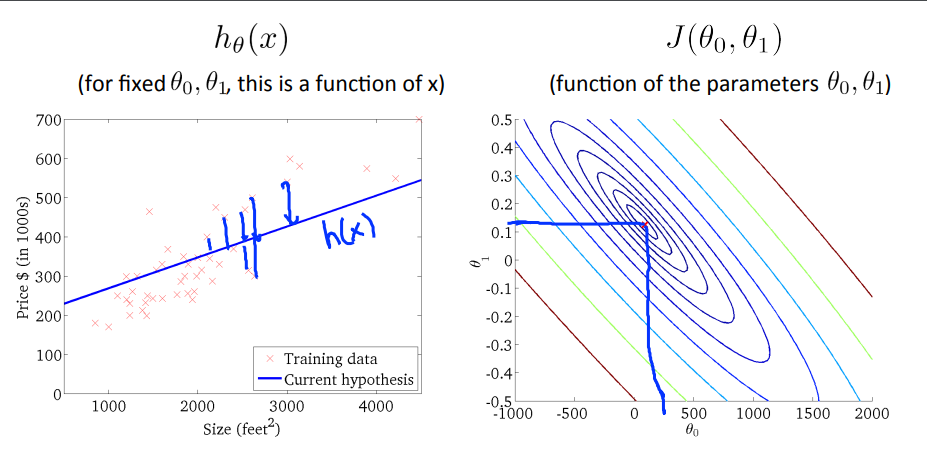 h_θ(x)
(for fixed θ₀, θ₁, this is a function of x)
700
600
500
400
300
200
100
0
1000
2000
3000
4000
Price $ (in 1000s)
Size (feet²)
h(x)
Training data
Current hypothesis
J(θ₀, θ₁)
(function of the parameters θ₀, θ₁)
0.5
0.4
0.3
0.2
0.1
0
-0.1
-0.2
-0.3
-0.4
-0.5
-1000
-500
0
500
1000
1500
2000
θ₁
θ₀